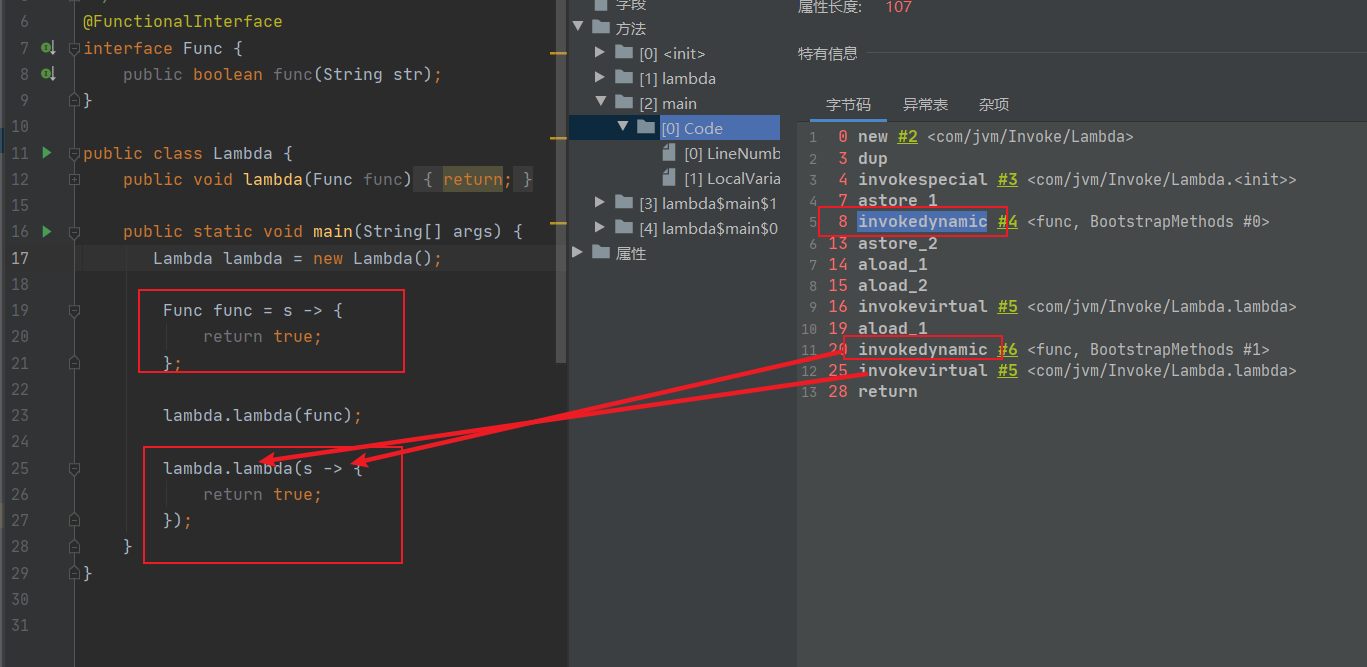 6 @FunctionalInterface
7 interface Func {
8 public boolean func(String str);
9 }
10
11 public class Lambda {
12 public void lambda(Func func) { return; }
15
16 public static void main(String[] args) {
17 Lambda lambda = new Lambda();
18
19 Func func = s -> {
20 return true;
21 };
22
23 lambda.lambda(func);
24
25 lambda.lambda(s -> {
26 return true;
27 });
28 }
29 }
30
31
字段
方法
[0] <init>
[1] lambda
[2] main
[0] Code
[0] LineNumb
[1] LocalVaria
[3] lambda$main$1
[4] lambda$main$0
属性
属性长度: 107
特有信息
字节码 异常表 杂项
1 0 new #2 <com/jvm/Invoke/Lambda>
2 3 dup
3 4 invokespecial #3 <com/jvm/Invoke/Lambda.<init>>
4 7 astore_1
5 8 invokedynamic #4 <func, BootstrapMethods #0>
6 13 astore_2
7 14 aload_1
8 15 aload_2
9 16 invokevirtual #5 <com/jvm/Invoke/Lambda.lambda>
10 19 aload_1
11 20 invokedynamic #6 <func, BootstrapMethods #1>
12 25 invokevirtual #5 <com/jvm/Invoke/Lambda.lambda>
13 28 return